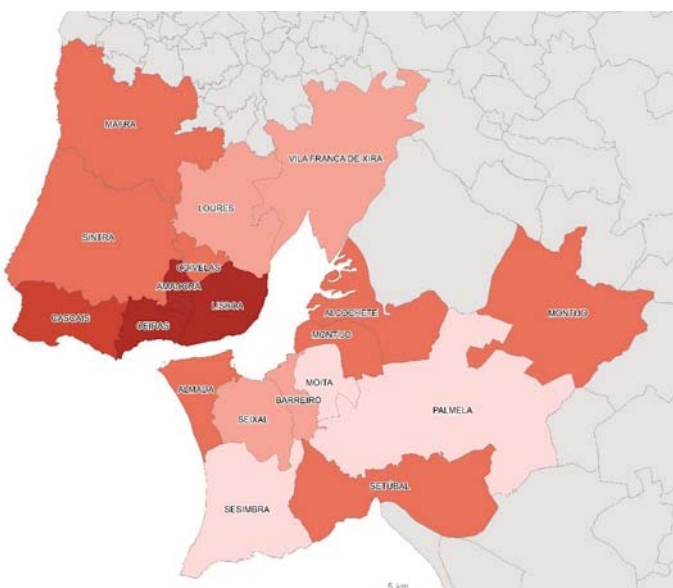 MAFRA
VILA FRANCA DE XIRA
LOURES
SINTRA
ODIVELAS
AMADORA
LISBOA
CASCAIS
OEIRAS
ALCOCHETE
MONTIJO
MONTIJO
ALMADA
MOITA
BARREIRO
SEIXAL
PALMELA
SETÚBAL
SESIMBRA
5 km